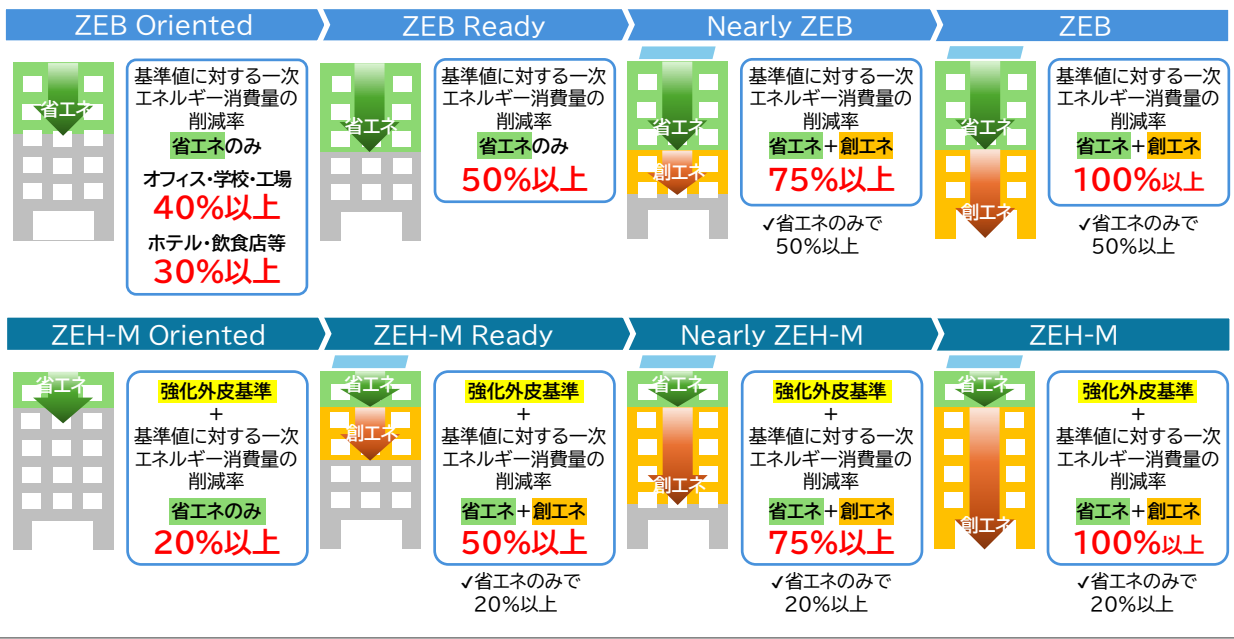 ZEB Oriented
省エネ
基準値に対する一次
エネルギー消費量の
削減率
省エネのみ
オフィス・学校・工場
40%以上
ホテル・飲食店等
30%以上
ZEB Ready
省エネ
基準値に対する一次
エネルギー消費量の
削減率
省エネのみ
50%以上
Nearly ZEB
省エネ
創エネ
基準値に対する一次
エネルギー消費量の
削減率
省エネ+創エネ
75%以上
✓省エネのみで
50%以上
ZEB
省エネ
創エネ
基準値に対する一次
エネルギー消費量の
削減率
省エネ+創エネ
100%以上
✓省エネのみで
50%以上
ZEH-M Oriented
省エネ
強化外皮基準
+
基準値に対する一次
エネルギー消費量の
削減率
省エネのみ
20%以上
ZEH-M Ready
省エネ
創エネ
強化外皮基準
+
基準値に対する一次
エネルギー消費量の
削減率
省エネ+創エネ
50%以上
✓省エネのみで
20%以上
Nearly ZEH-M
省エネ
創エネ
強化外皮基準
+
基準値に対する一次
エネルギー消費量の
削減率
省エネ+創エネ
75%以上
✓省エネのみで
20%以上
ZEH-M
省エネ
創エネ
強化外皮基準
+
基準値に対する一次
エネルギー消費量の
削減率
省エネ+創エネ
100%以上
✓省エネのみで
20%以上